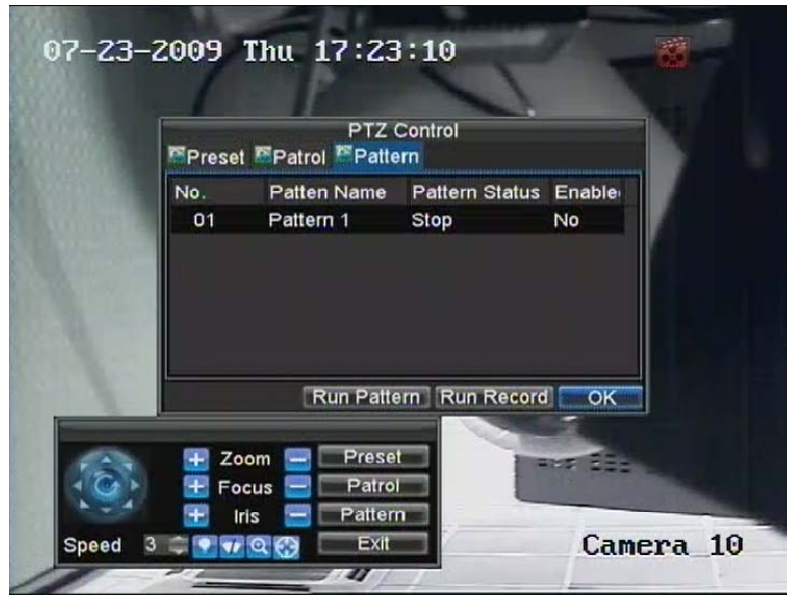 07-23-2009 Thu 17:23:10
PTZ Control
Preset Patrol Pattern
No. Patten Name Pattern Status Enable
01 Pattern 1 Stop No
Run Pattern Run Record OK
Zoom Preset
Focus Patrol
Iris Pattern
Speed 3 Exit
Camera 10